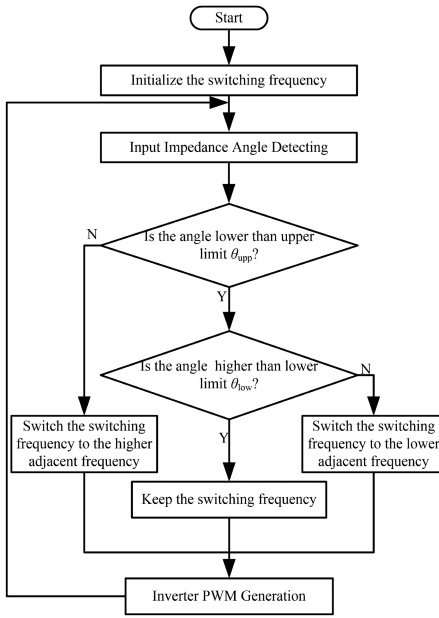 Start
Initialize the switching frequency
Input Impedance Angle Detecting
Is the angle lower than upper
limit θupp?
N
Y
Is the angle higher than lower
limit θlow?
N
Y
Switch the switching
frequency to the higher
adjacent frequency
Switch the switching
frequency to the lower
adjacent frequency
Keep the switching frequency
Inverter PWM Generation